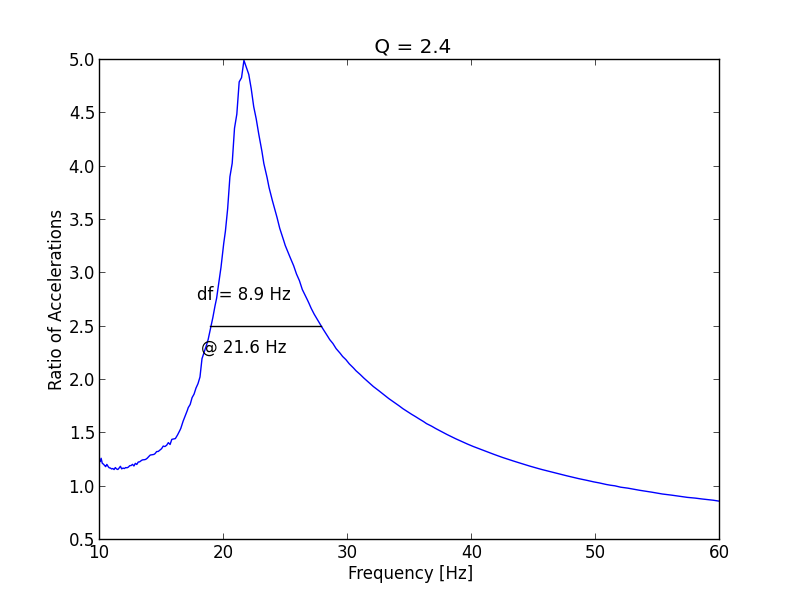 Q = 2.4
5.0
4.5
4.0
3.5
3.0
2.5
2.0
1.5
1.0
0.5
Ratio of Accelerations
df = 8.9 Hz
@ 21.6 Hz
10 20 30 40 50 60
Frequency [Hz]